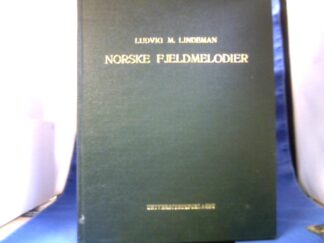 LUDVIG M. LINDEMAN
NORSKE FJELDMELODIER
UNIVERSITETSFORLAGET